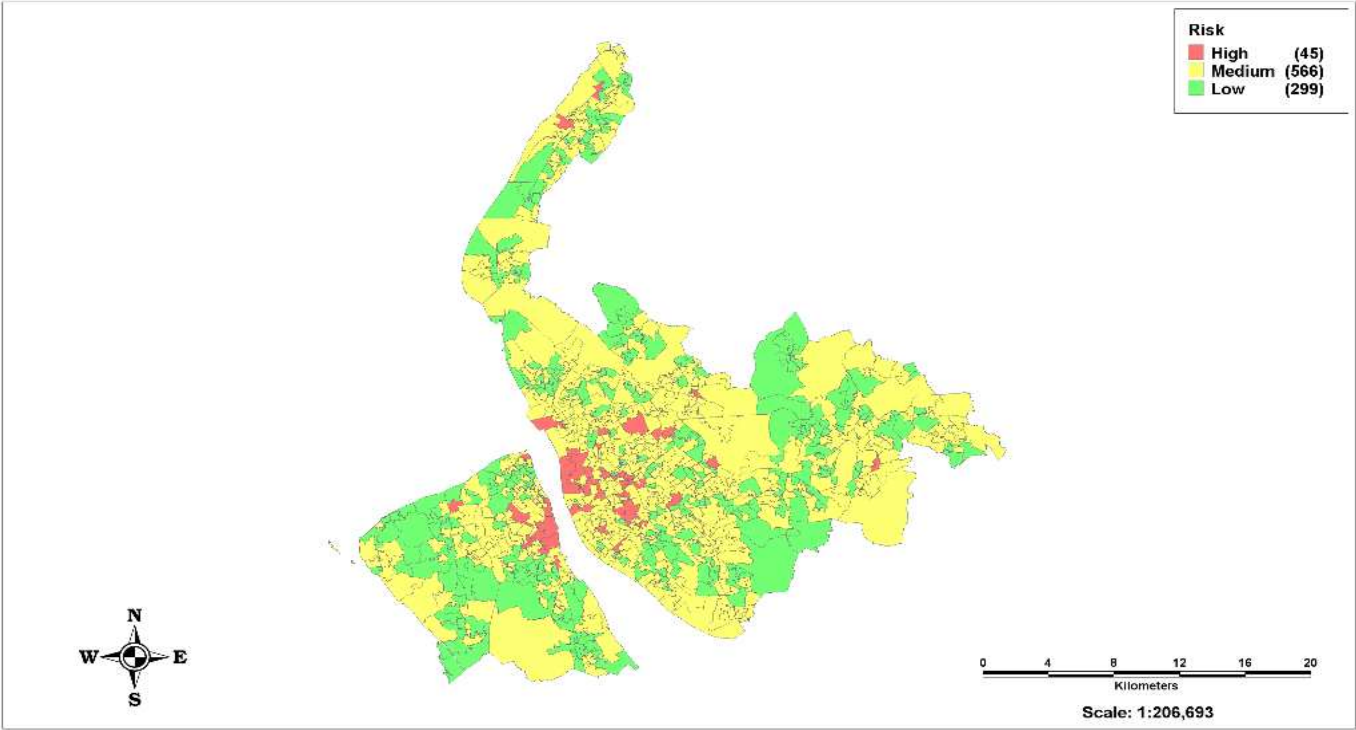 Risk
High (45)
Medium (566)
Low (299)
N
W E
S
0 4 8 12 16 20
Kilometers
Scale: 1:206,693